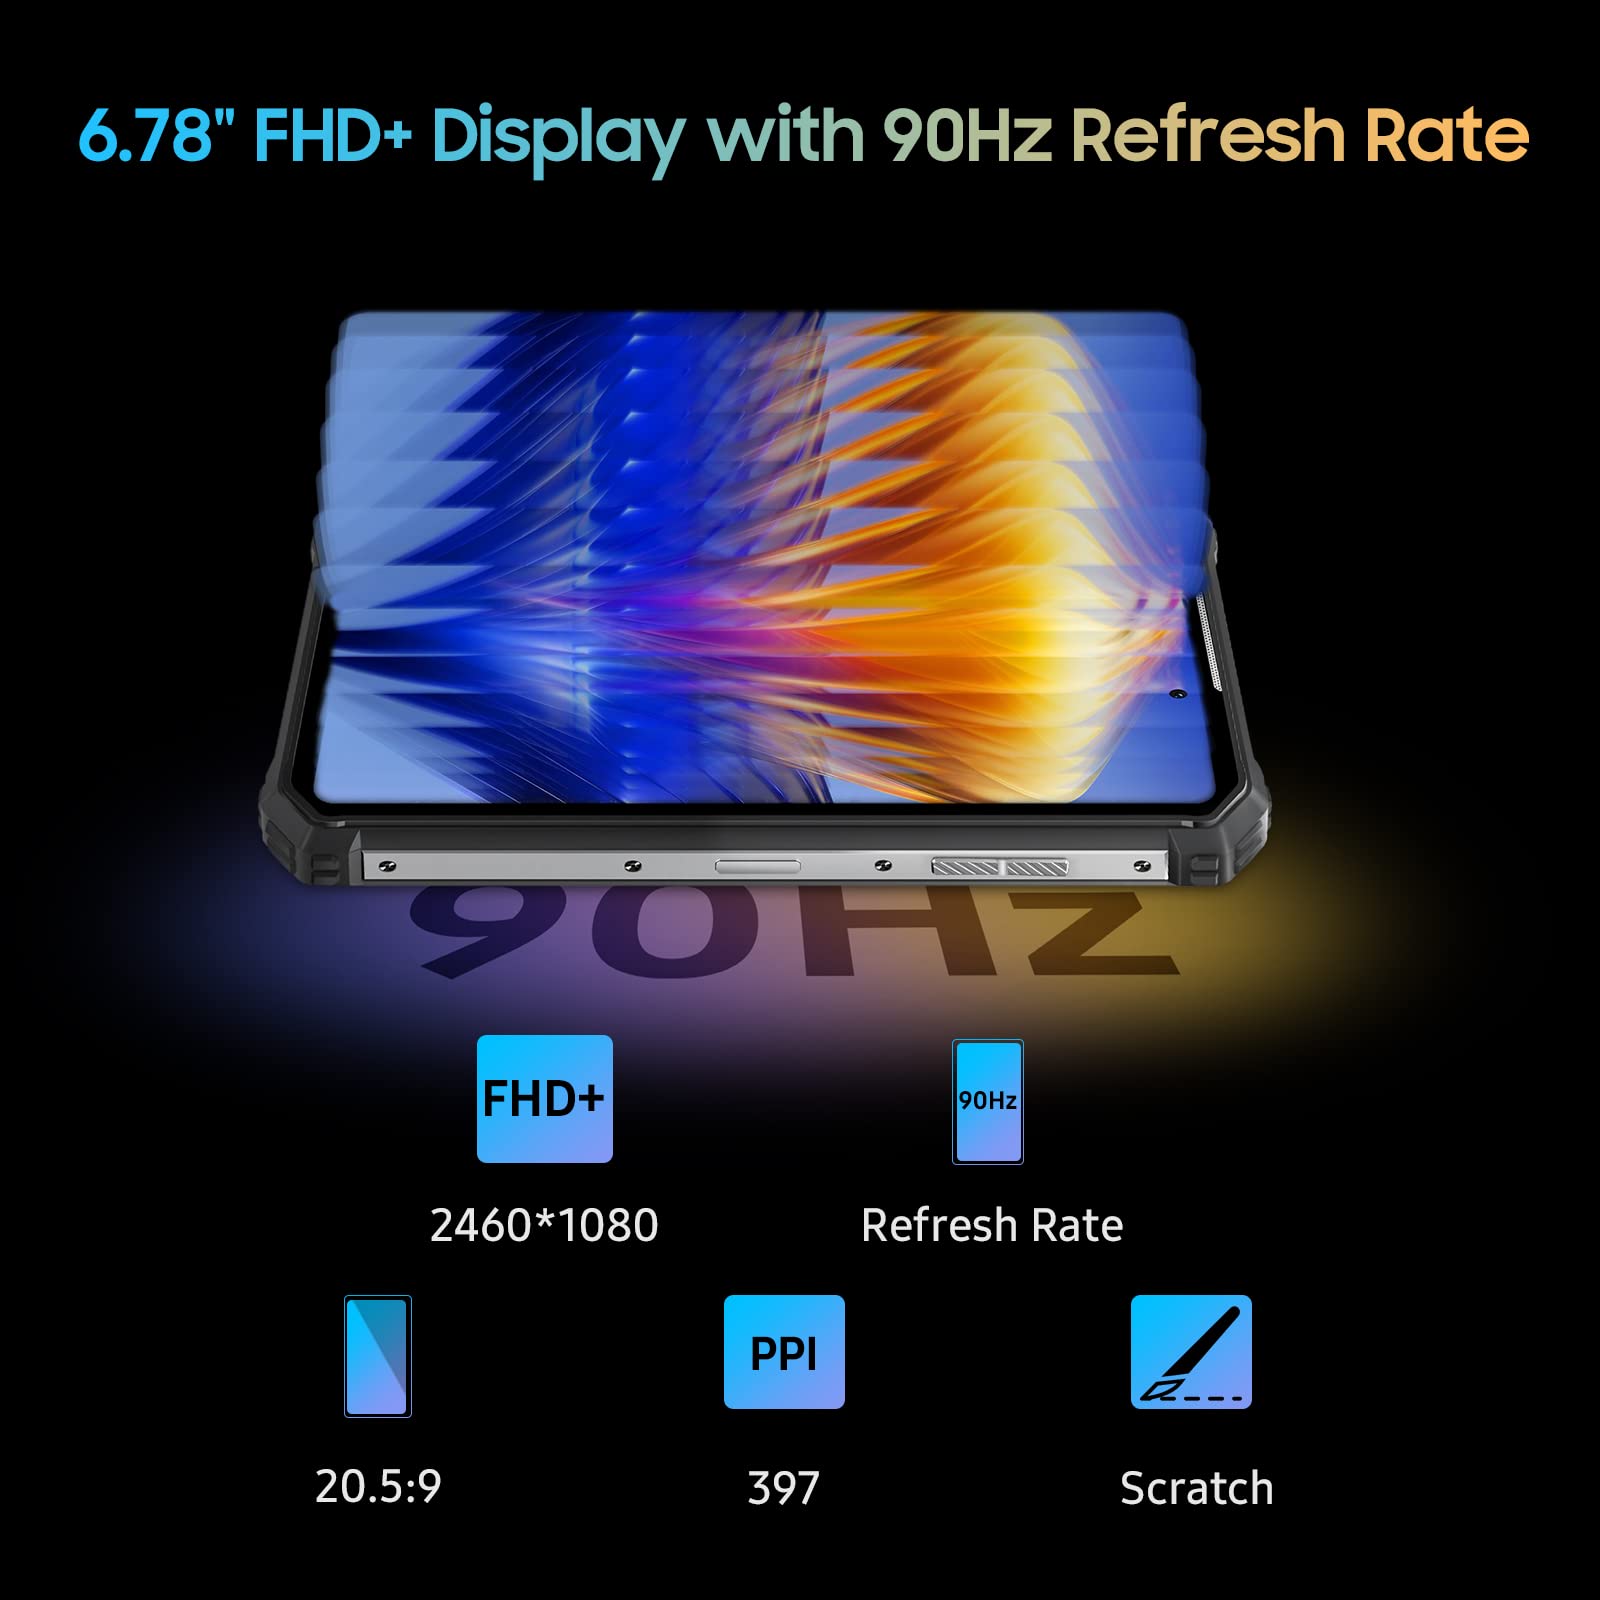 6.78" FHD+ Display with 90Hz Refresh Rate
90Hz
FHD+
90Hz
2460*1080
Refresh Rate
PPI
20.5:9
397
Scratch